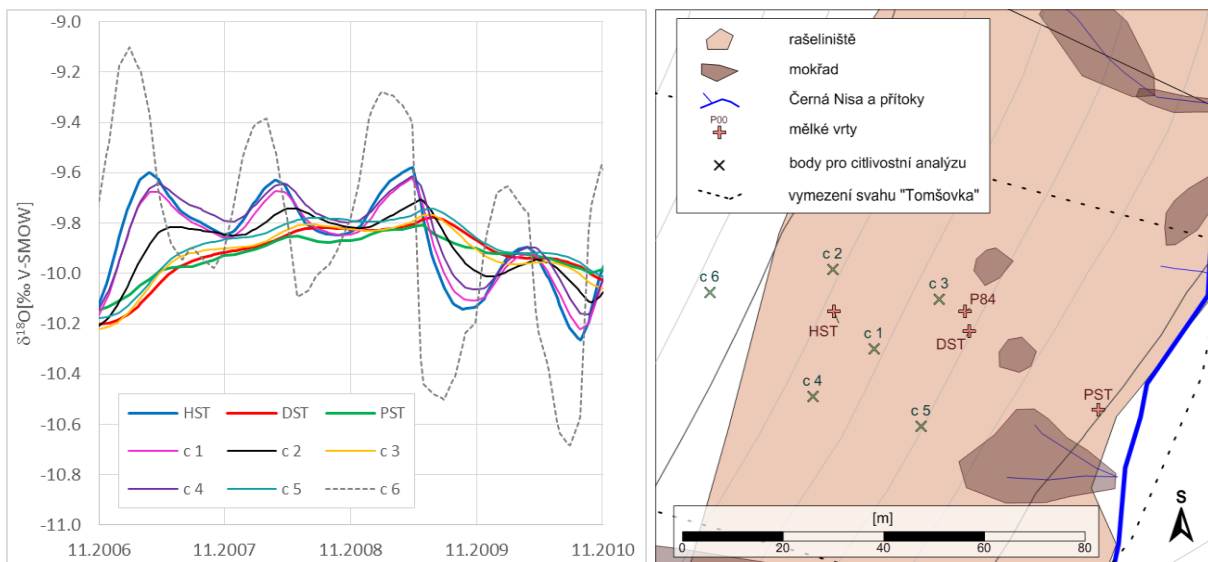 -9.0
-9.2
-9.4
-9.6
-9.8
-10.0
-10.2
-10.4
-10.6
-10.8
-11.0
δ¹⁸O[‰ V-SMOW]
HST DST PST
c 1 c 2 c 3
c 4 c 5 c 6
11.2006 11.2007 11.2008 11.2009 11.2010
rašeliniště
mokřad
Černá Nisa a přítoky
P00
mělké vrty
body pro citlivostní analýzu
vymezení svahu "Tomšovka"
c 2
c 6
c 3
P84
HST
DST
c 1
c 4
PST
c 5
S
[m]
0 20 40 60 80